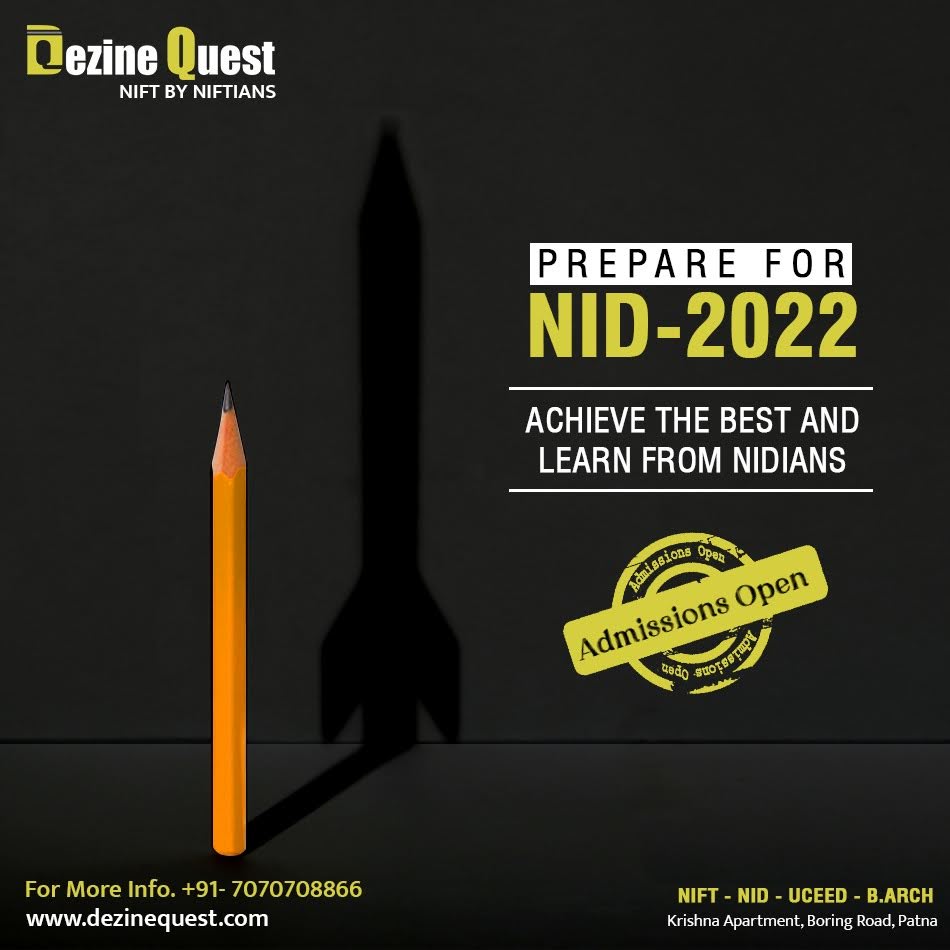 Dezine Quest
NIFT BY NIFTIANS
PREPARE FOR
NID-2022
ACHIEVE THE BEST AND
LEARN FROM NIDIANS
Admissions Open
Admissions Open
Admissions Open
For More Info. +91- 7070708866
www.dezinequest.com
NIFT - NID - UCEED - B.ARCH
Krishna Apartment, Boring Road, Patna